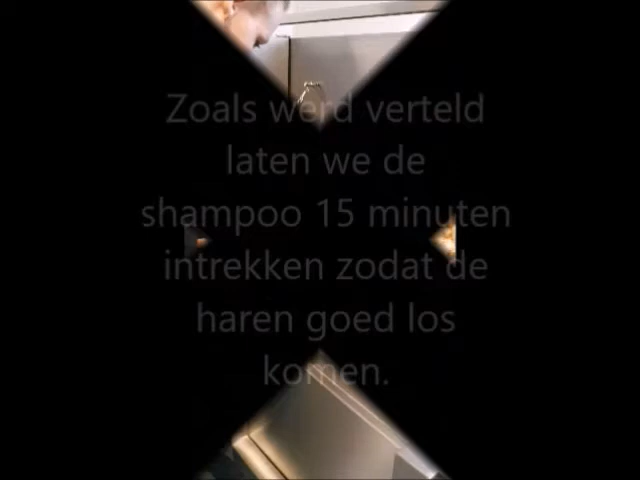 Zoals werd verteld
laten we de
shampoo 15 minuten
intrekken zodat de
haren goed los
komen.